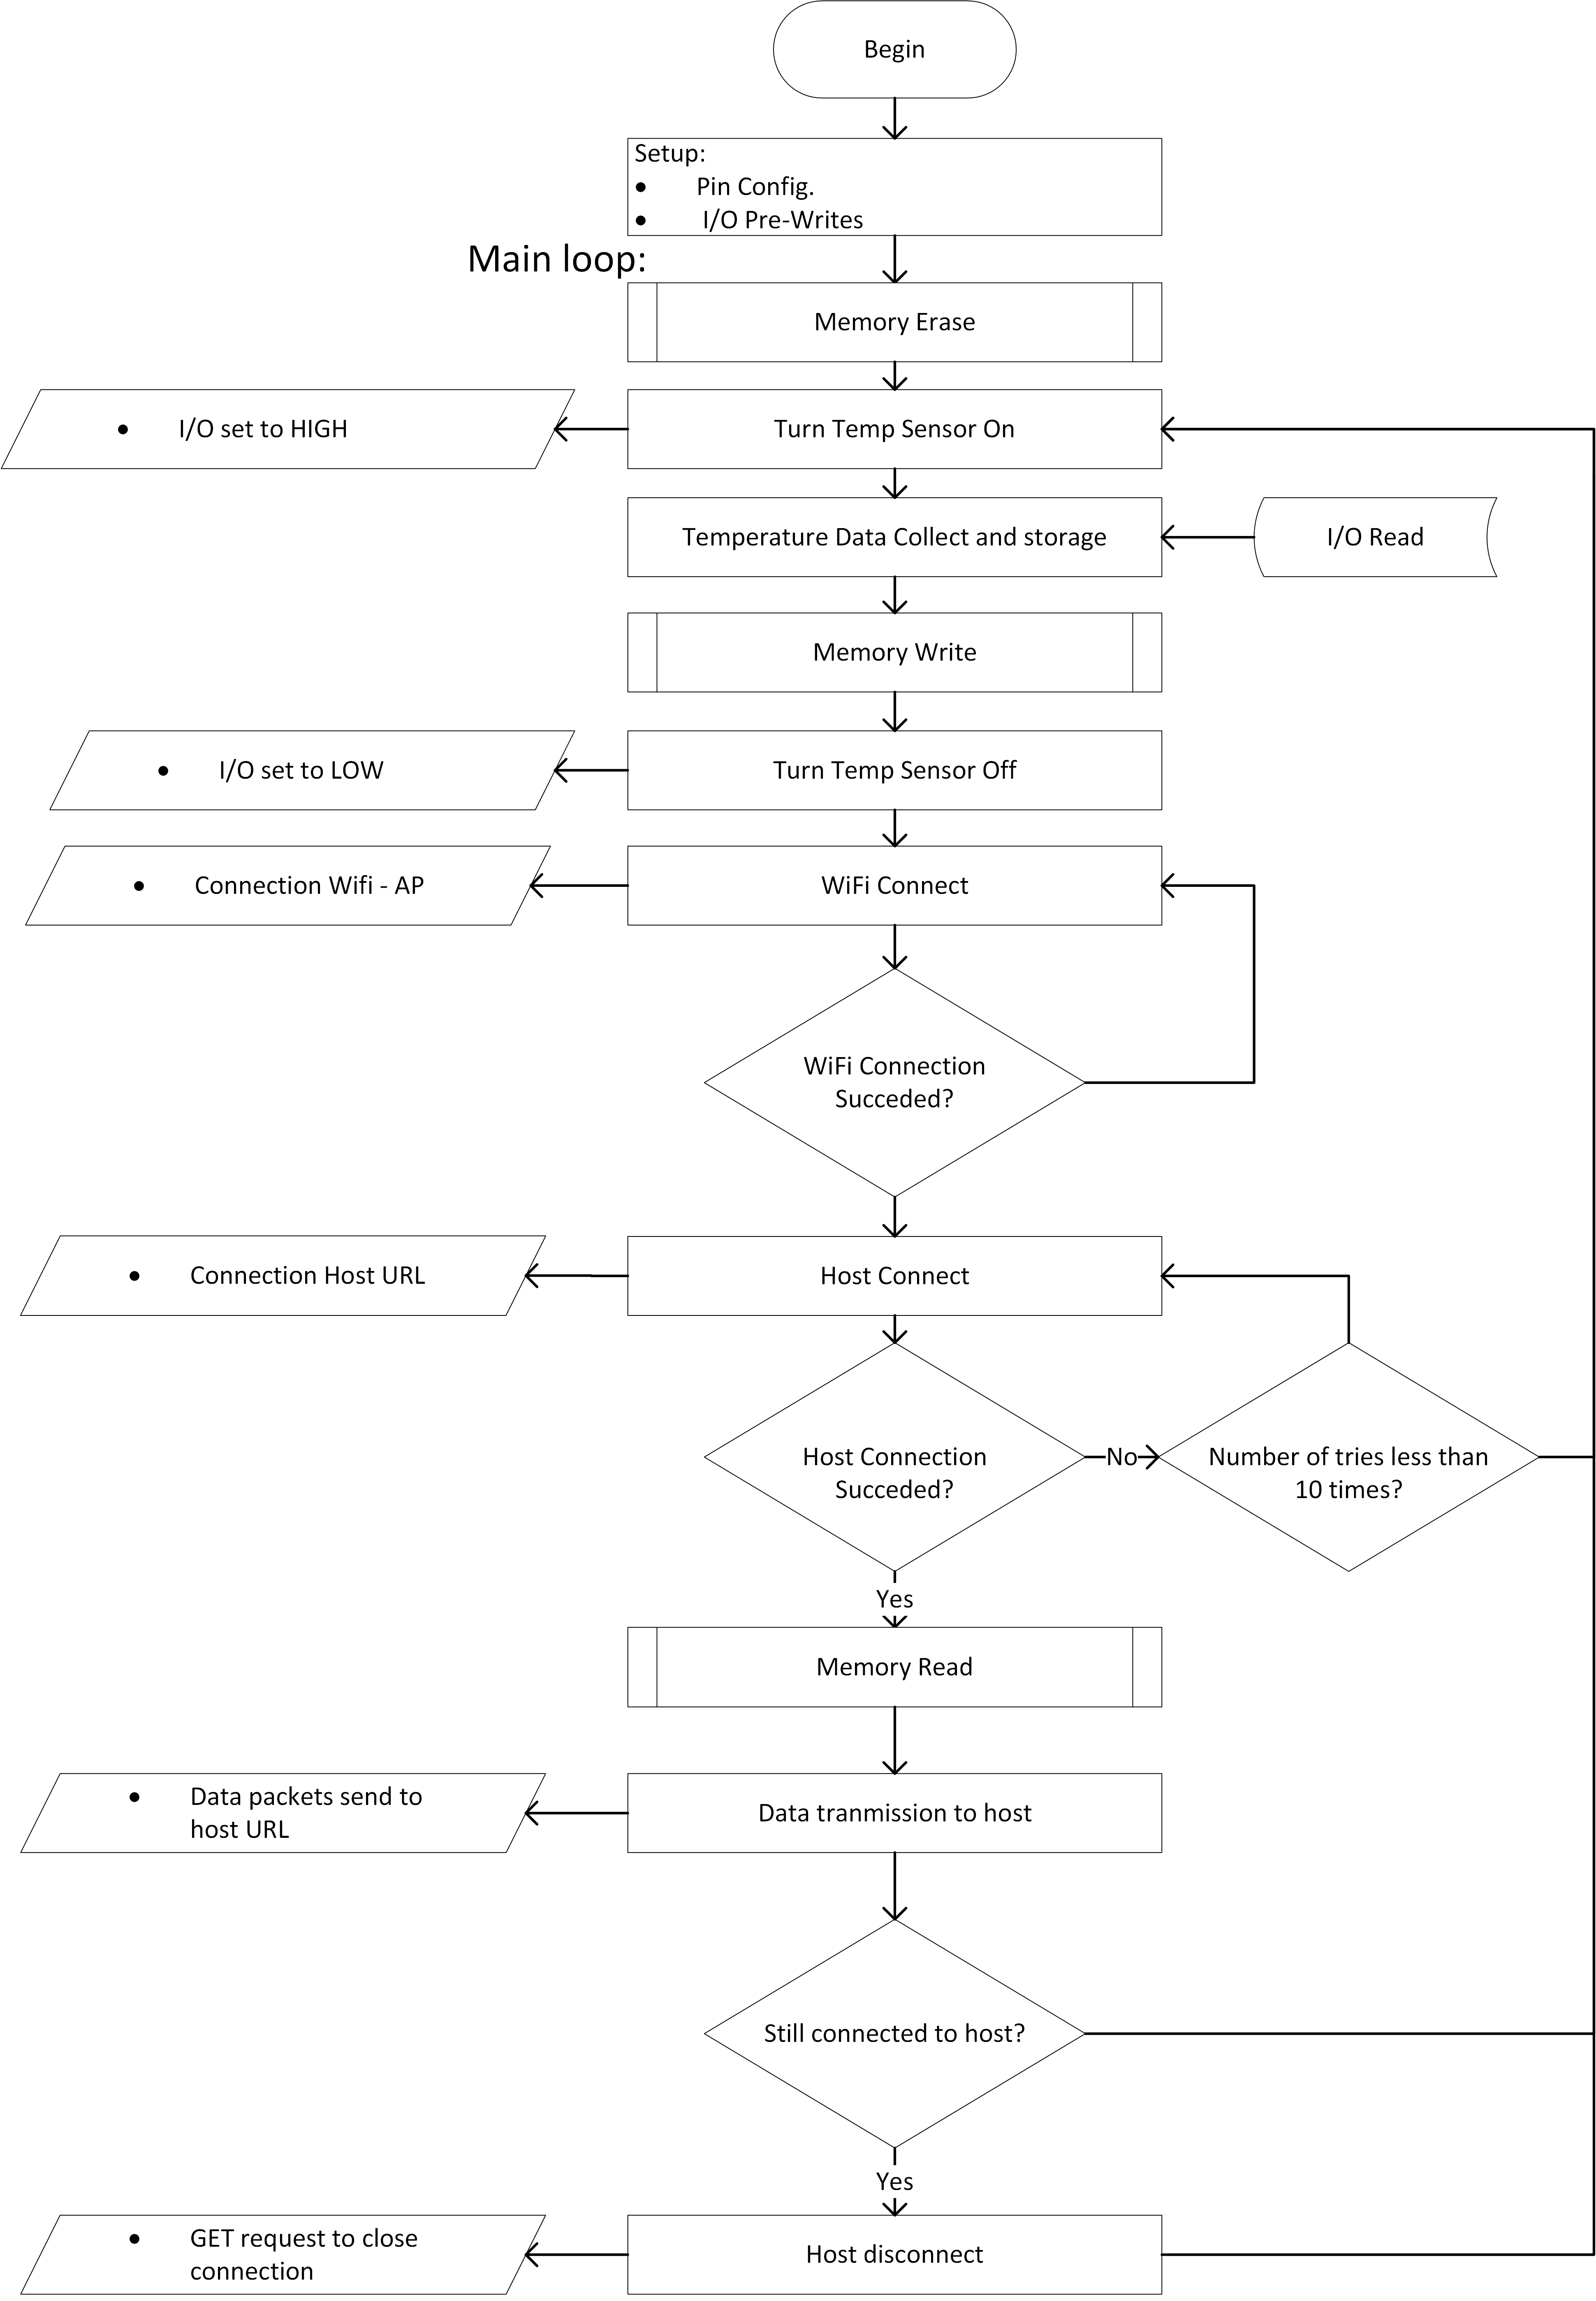 Begin
Setup:
• Pin Config.
• I/O Pre-Writes
Main loop:
Memory Erase
• I/O set to HIGH
Turn Temp Sensor On
Temperature Data Collect and storage
I/O Read
Memory Write
• I/O set to LOW
Turn Temp Sensor Off
• Connection Wifi - AP
WiFi Connect
WiFi Connection
Succeded?
• Connection Host URL
Host Connect
Host Connection
Succeded?
No
Number of tries less than
10 times?
Yes
Memory Read
• Data packets send to
host URL
Data tranmission to host
Still connected to host?
Yes
• GET request to close
connection
Host disconnect